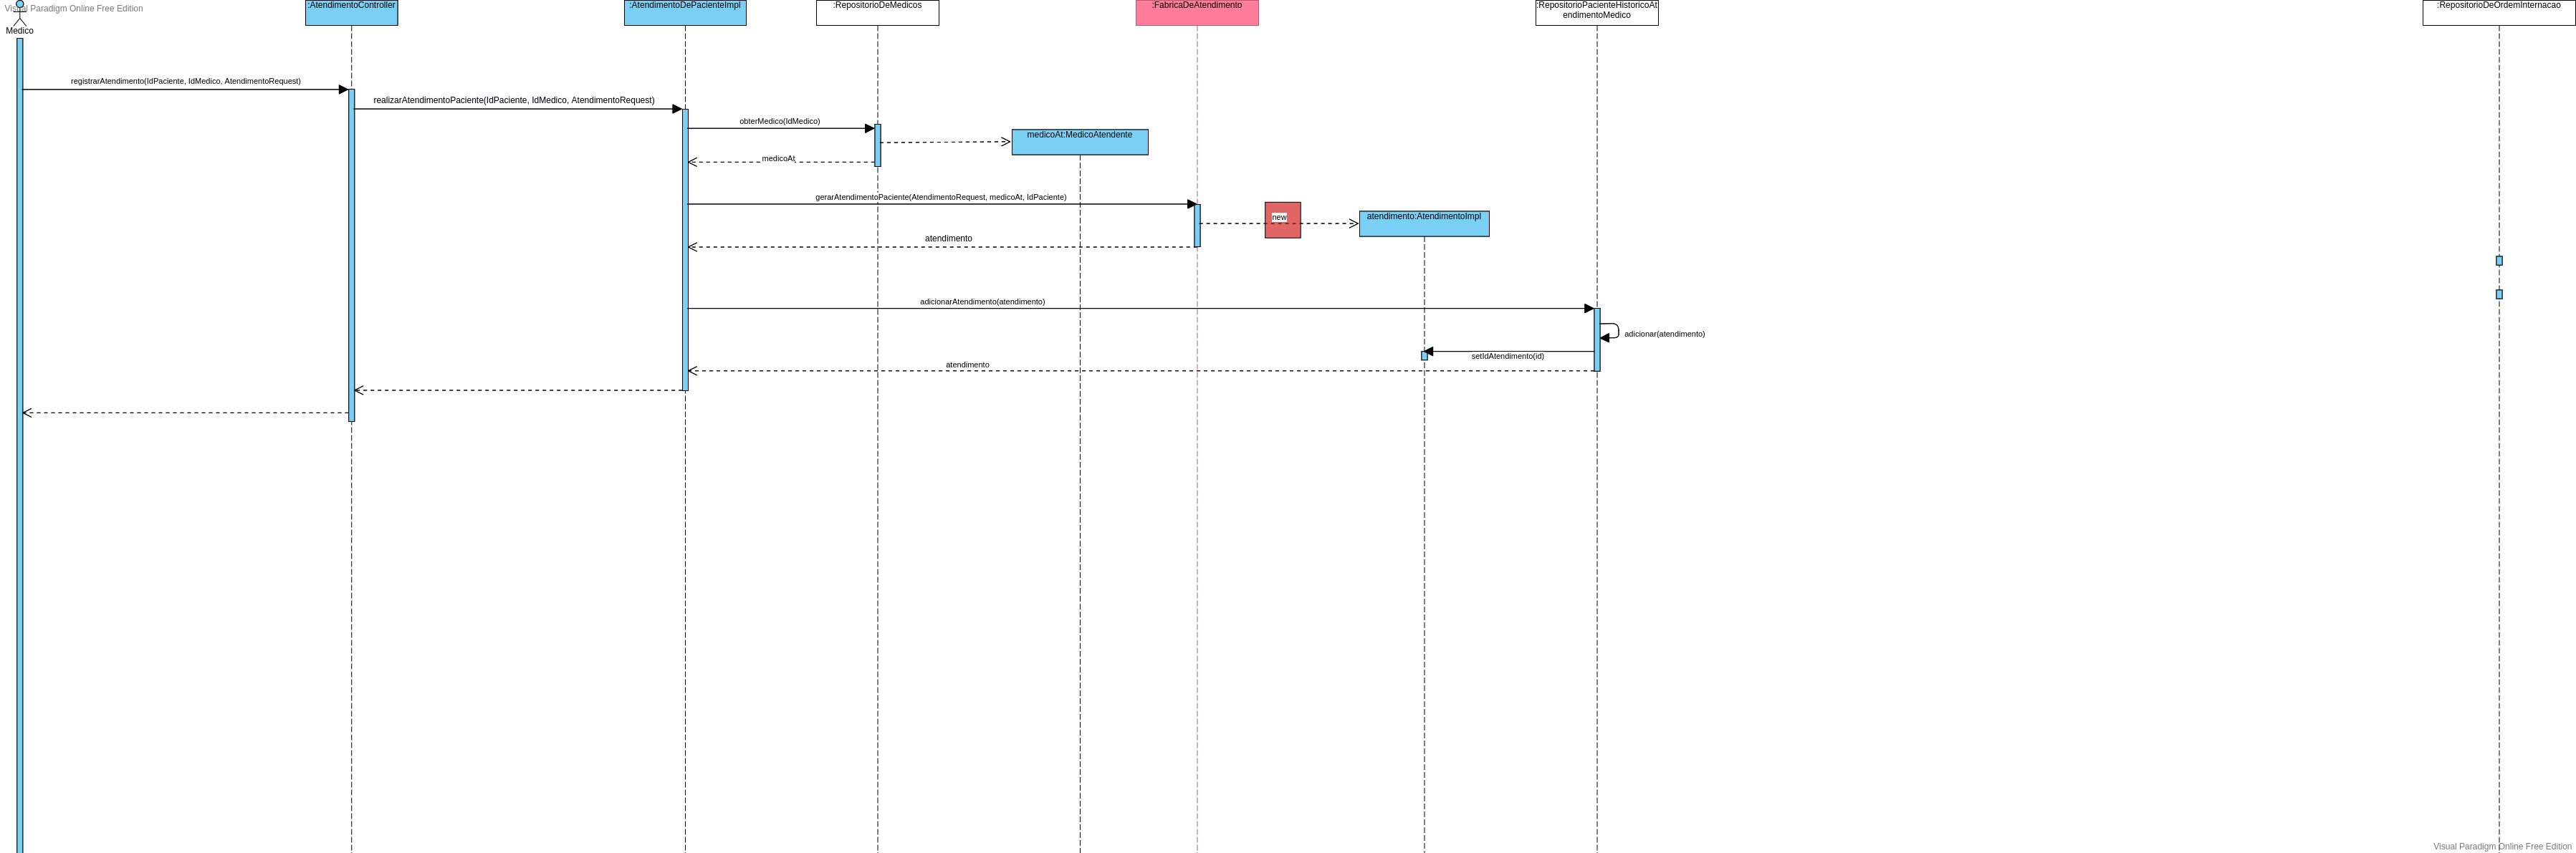 Visual Paradigm Online Free Edition
Medico
:AtendimentoController
:AtendimentoDePacienteImpl
:RepositorioDeMedicos
:FabricaDeAtendimento
:RepositorioPacienteHistoricoAt
endimentoMedico
:RepositorioDeOrdemInternacao
registrarAtendimento(IdPaciente, IdMedico, AtendimentoRequest)
realizarAtendimentoPaciente(IdPaciente, IdMedico, AtendimentoRequest)
obterMedico(IdMedico)
medicoAt:MedicoAtendente
medicoAt
gerarAtendimentoPaciente(AtendimentoRequest, medicoAt, IdPaciente)
new
atendimento:AtendimentoImpl
atendimento
adicionarAtendimento(atendimento)
adicionar(atendimento)
setIdAtendimento(id)
atendimento
Visual Paradigm Online Free Edition